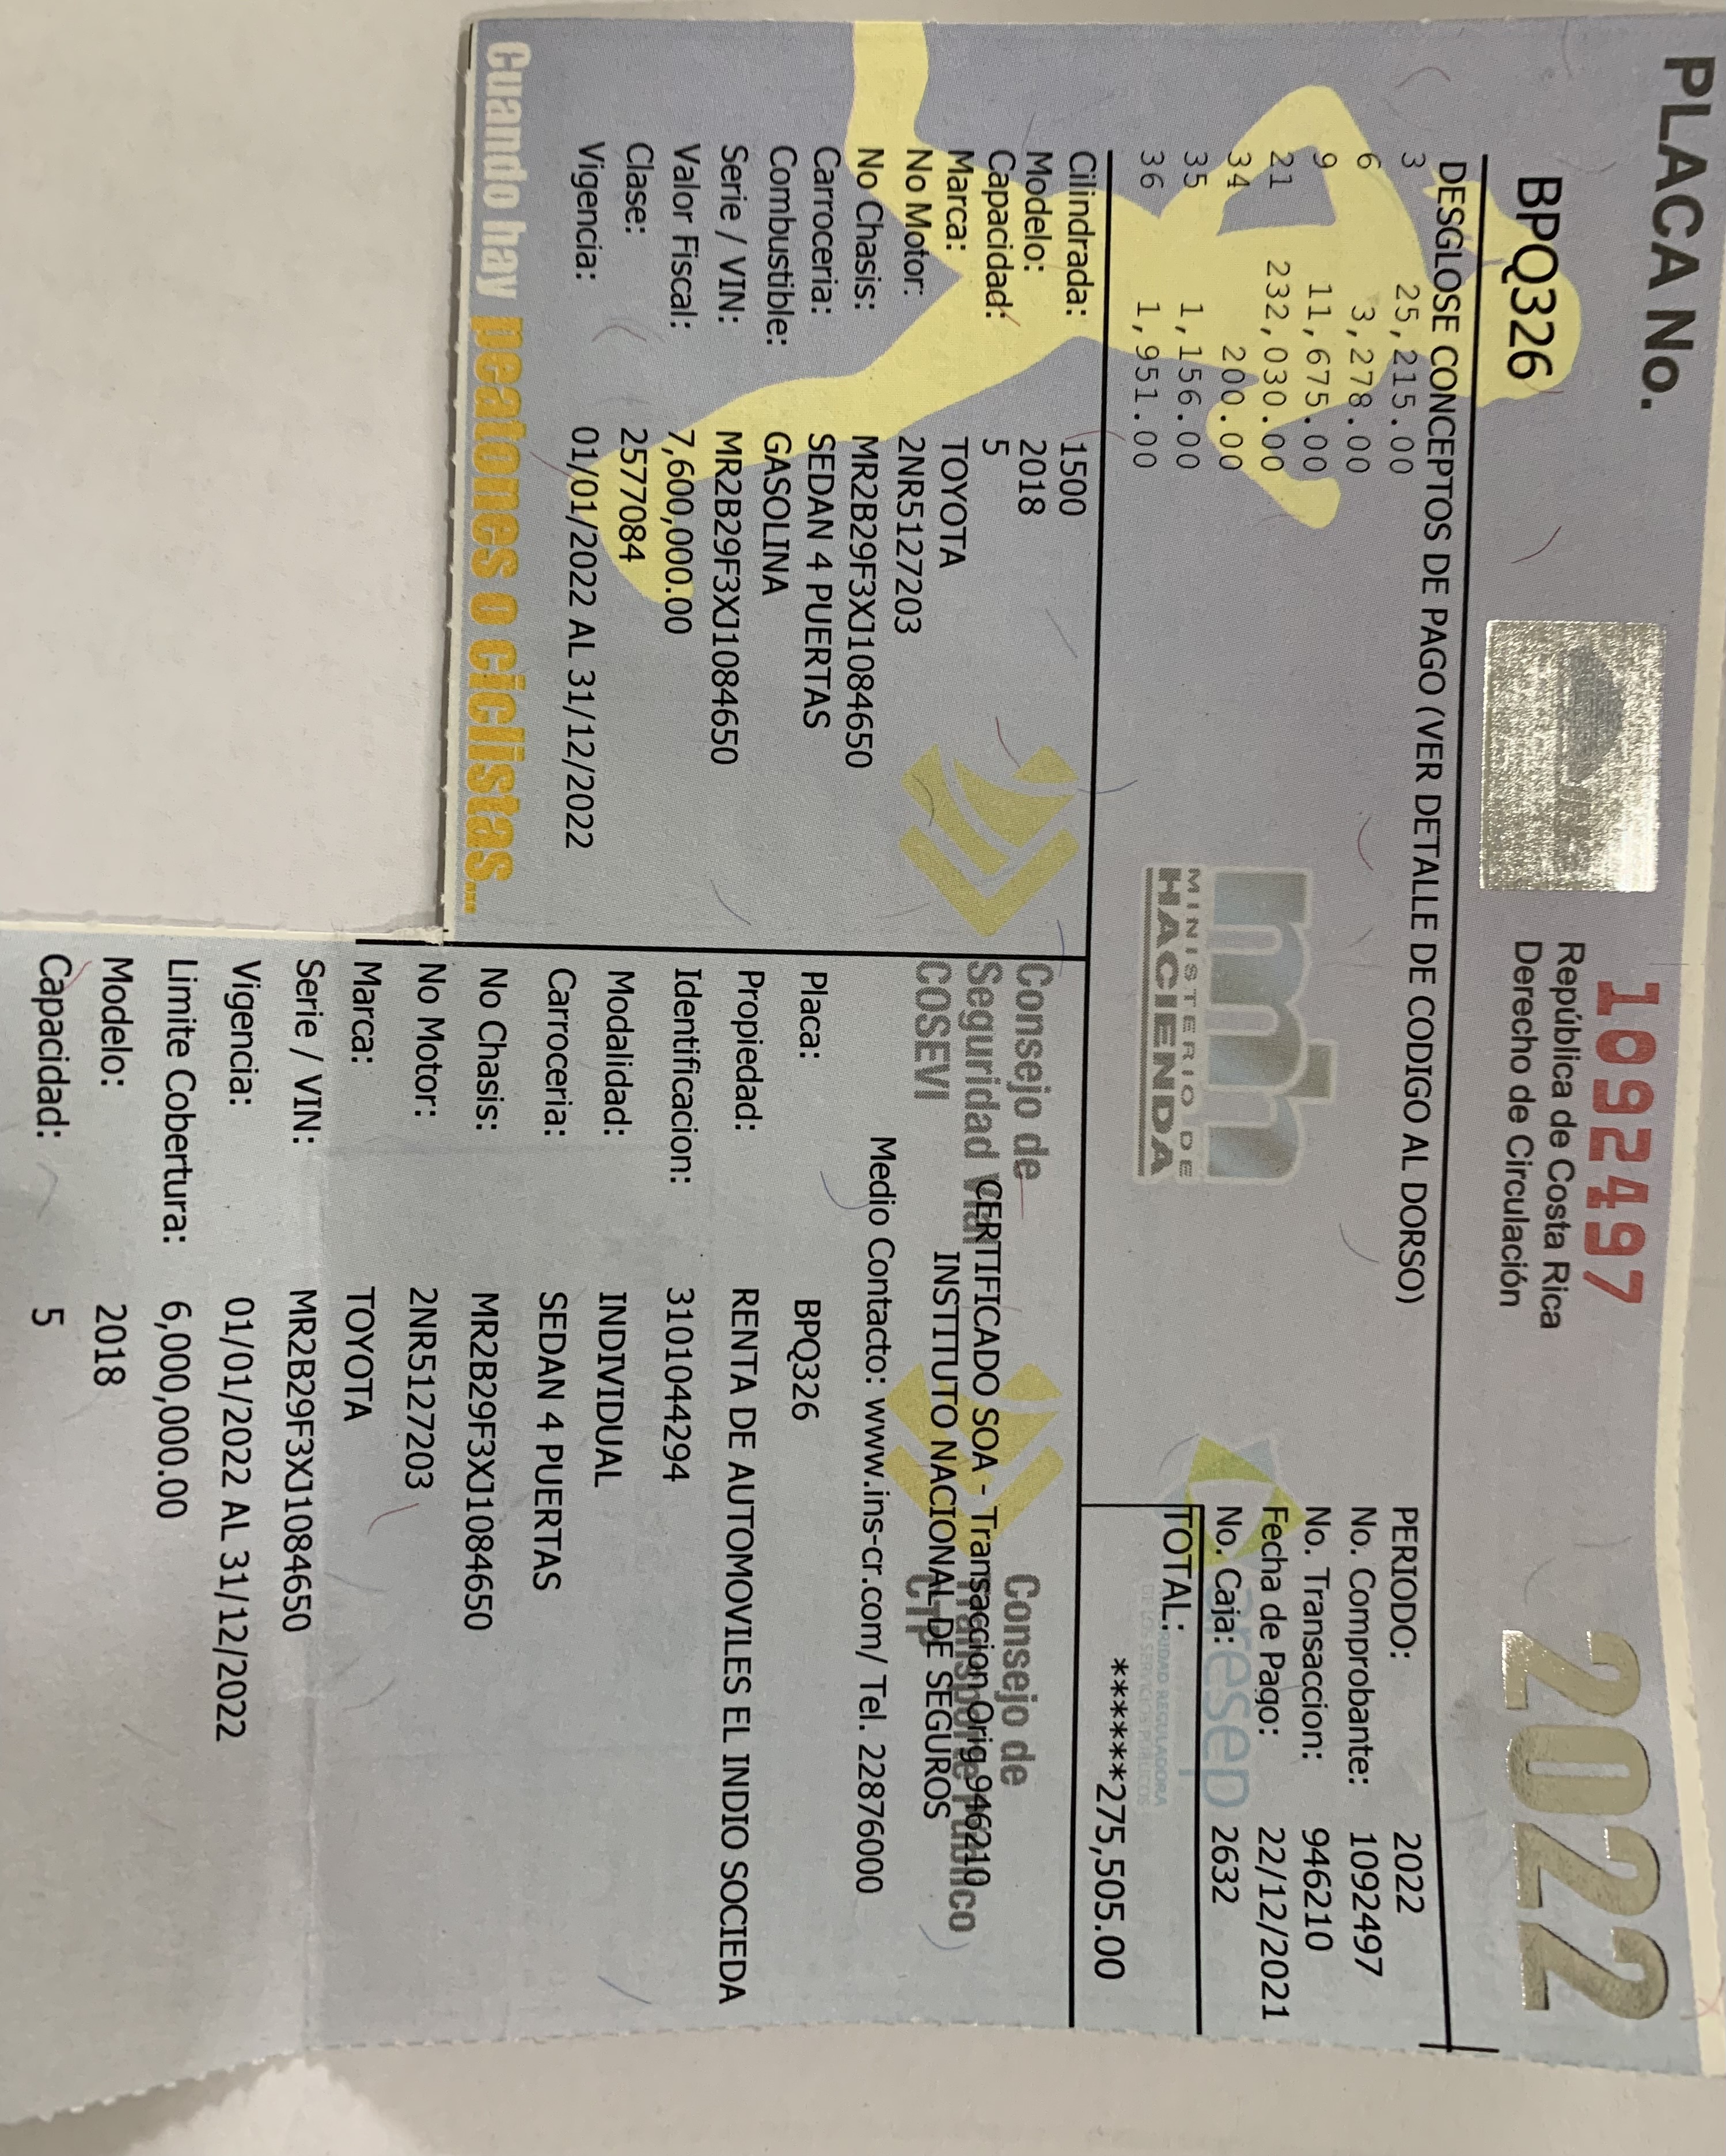 PLACA No.
BPQ326
1092497
República de Costa Rica
Derecho de Circulación
2022
DESGLOSE CONCEPTOS DE PAGO (VER DETALLE DE CODIGO AL DORSO)
3 25,215.00
6 3,278.00
9 11,675.00
21 232,030.00
34 200.00
35 1,156.00
36 1,951.00
mh
MINISTERIO DE
HACIENDA
PERIODO: 2022
No. Comprobante: 1092497
No. Transaccion: 946210
Fecha de Pago: 22/12/2021
No. Caja: 2632
aresep
AUTORIDAD REGULADORA
DE LOS SERVICIOS PÚBLICOS
TOTAL:
******275,505.00
Cilindrada: 1500
Modelo: 2018
Capacidad: 5
Marca: TOYOTA
No Motor: 2NR5127203
No Chasis: MR2B29F3XJ1084650
Carroceria: SEDAN 4 PUERTAS
Combustible: GASOLINA
Serie / VIN: MR2B29F3XJ1084650
Valor Fiscal: 7,600,000.00
Clase: 2577084
Vigencia: 01/01/2022 AL 31/12/2022
Cuando hay peatones o ciclistas...
Consejo de
Seguridad Vial
COSEVI
Consejo de
Transporte Público
CTP
CERTIFICADO SOA - Transaccion Orig.946210
INSTITUTO NACIONAL DE SEGUROS
Medio Contacto: www.ins-cr.com/ Tel. 22876000
Placa: BPQ326
Propiedad: RENTA DE AUTOMOVILES EL INDIO SOCIEDA
Identificacion: 3101044294
Modalidad: INDIVIDUAL
Carroceria: SEDAN 4 PUERTAS
No Chasis: MR2B29F3XJ1084650
No Motor: 2NR5127203
Marca: TOYOTA
Serie / VIN: MR2B29F3XJ1084650
Vigencia: 01/01/2022 AL 31/12/2022
Limite Cobertura: 6,000,000.00
Modelo: 2018
Capacidad: 5